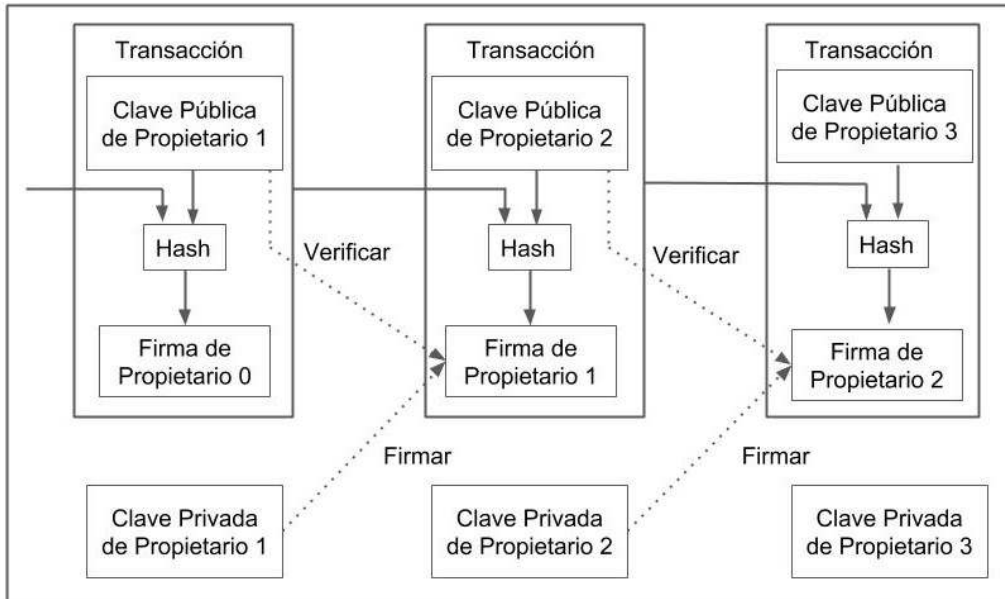 Transacción
Clave Pública
de Propietario 1
Hash
Verificar
Firma de
Propietario 0
Transacción
Clave Pública
de Propietario 2
Hash
Verificar
Firma de
Propietario 1
Transacción
Clave Pública
de Propietario 3
Hash
Firma de
Propietario 2
Firmar
Firmar
Clave Privada
de Propietario 1
Clave Privada
de Propietario 2
Clave Privada
de Propietario 3